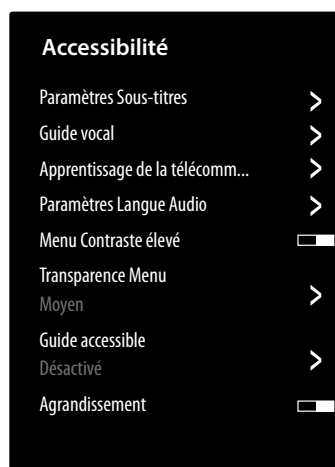 Accessibilité
Paramètres Sous-titres
Guide vocal
Apprentissage de la télécomm...
Paramètres Langue Audio
Menu Contraste élevé
Transparence Menu
Moyen
Guide accessible
Désactivé
Agrandissement